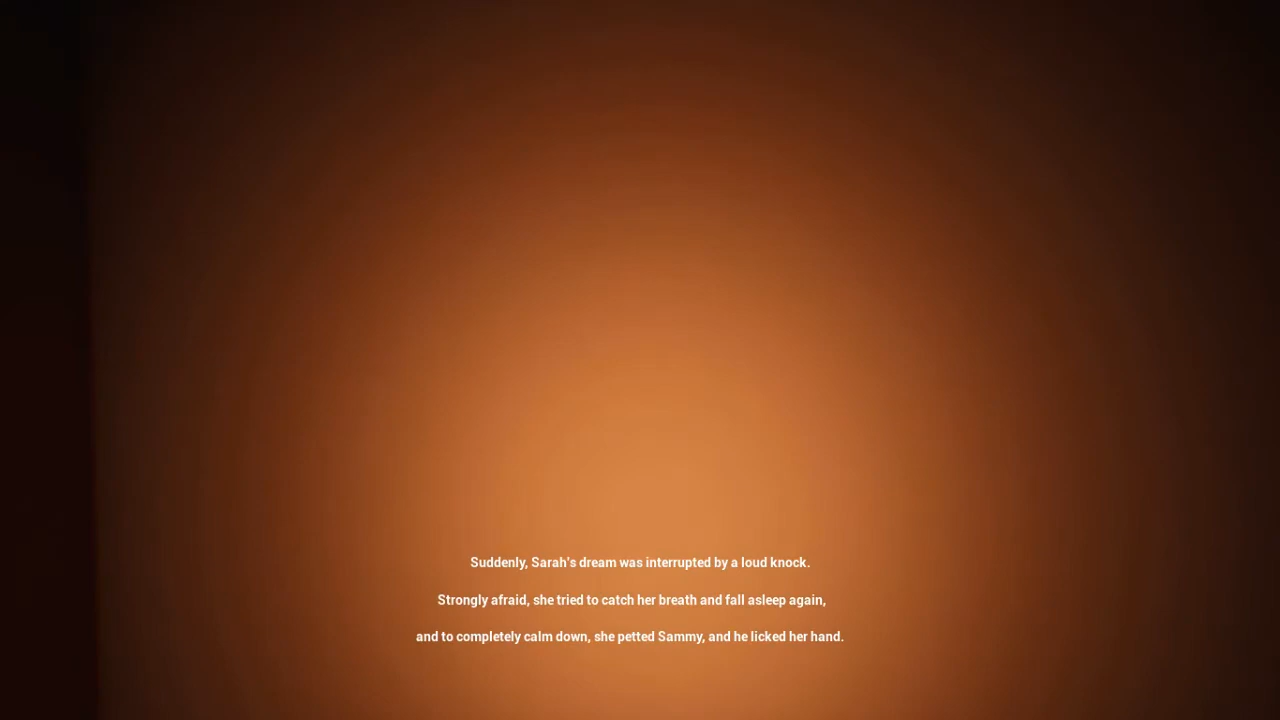 Suddenly, Sarah's dream was interrupted by a loud knock.
Strongly afraid, she tried to catch her breath and fall asleep again,
and to completely calm down, she petted Sammy, and he licked her hand.